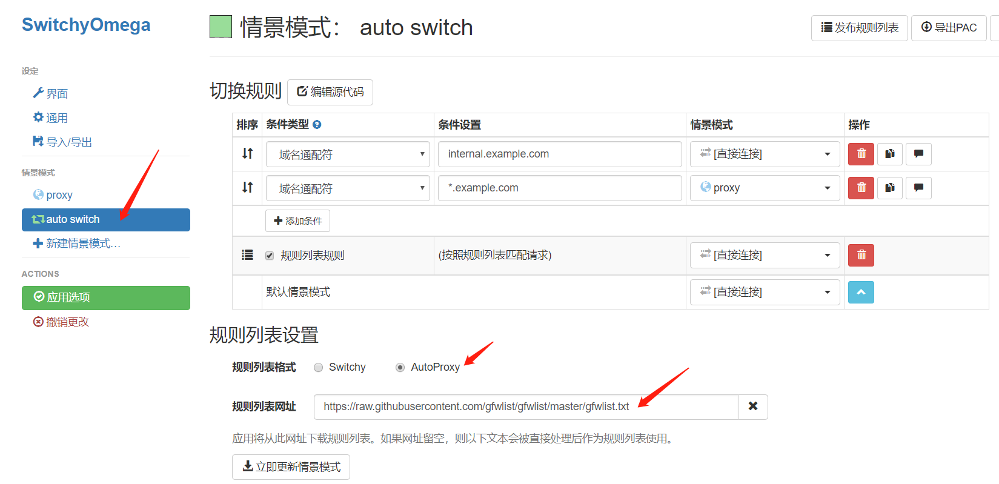 SwitchyOmega
设定
界面
通用
导入/导出
情景模式
proxy
auto switch
新建情景模式…
ACTIONS
应用选项
撤销更改
情景模式： auto switch
发布规则列表
导出PAC
切换规则
编辑源代码
排序 条件类型 条件设置 情景模式 操作
域名通配符 internal.example.com [直接连接]
域名通配符 *.example.com proxy
添加条件
规则列表规则 (按照规则列表匹配请求) [直接连接]
默认情景模式 [直接连接]
规则列表设置
规则列表格式 Switchy AutoProxy
规则列表网址 https://raw.githubusercontent.com/gfwlist/gfwlist/master/gfwlist.txt
应用将从此网址下载规则列表。如果网址留空，则以下文本会被直接处理后作为规则列表使用。
立即更新情景模式